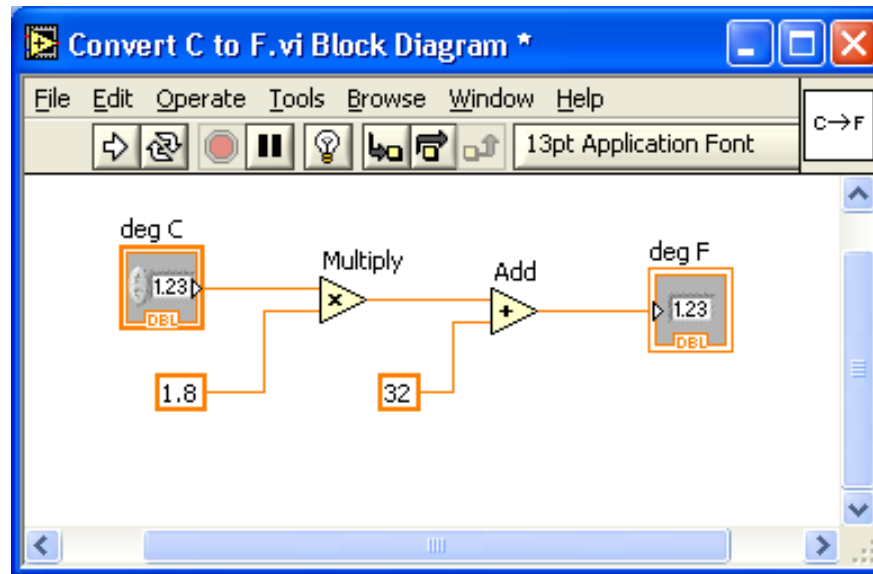 Convert C to F.vi Block Diagram *
File Edit Operate Tools Browse Window Help
13pt Application Font
C→F
deg C
1.23
DBL
Multiply
×
Add
+
deg F
1.23
DBL
1.8
32